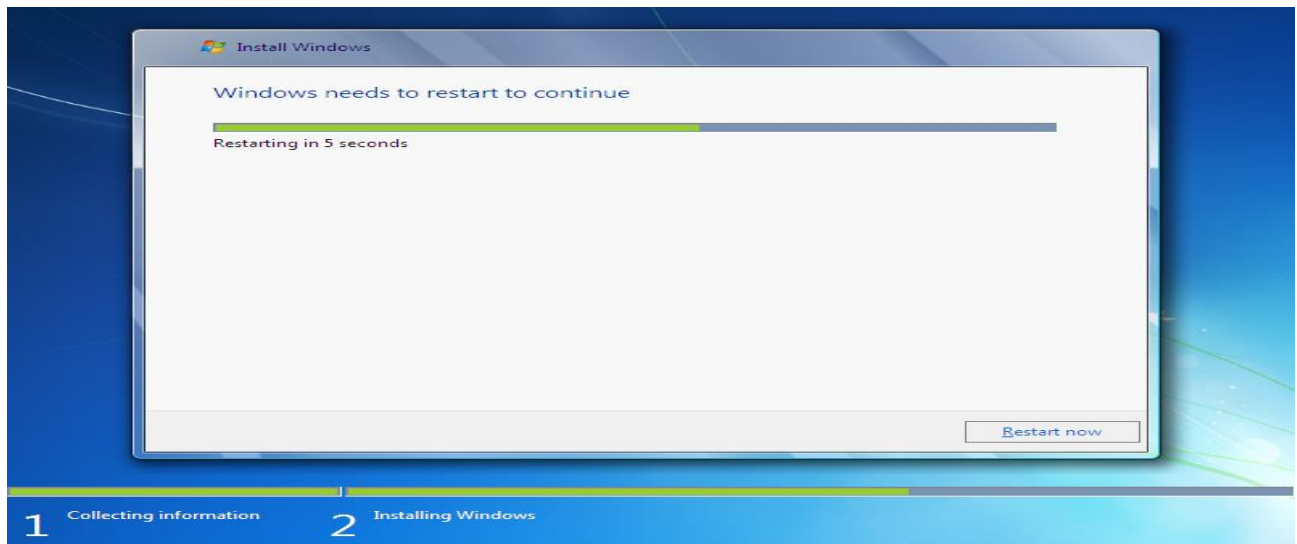 Install Windows
Windows needs to restart to continue
Restarting in 5 seconds
Restart now
1 Collecting information 2 Installing Windows